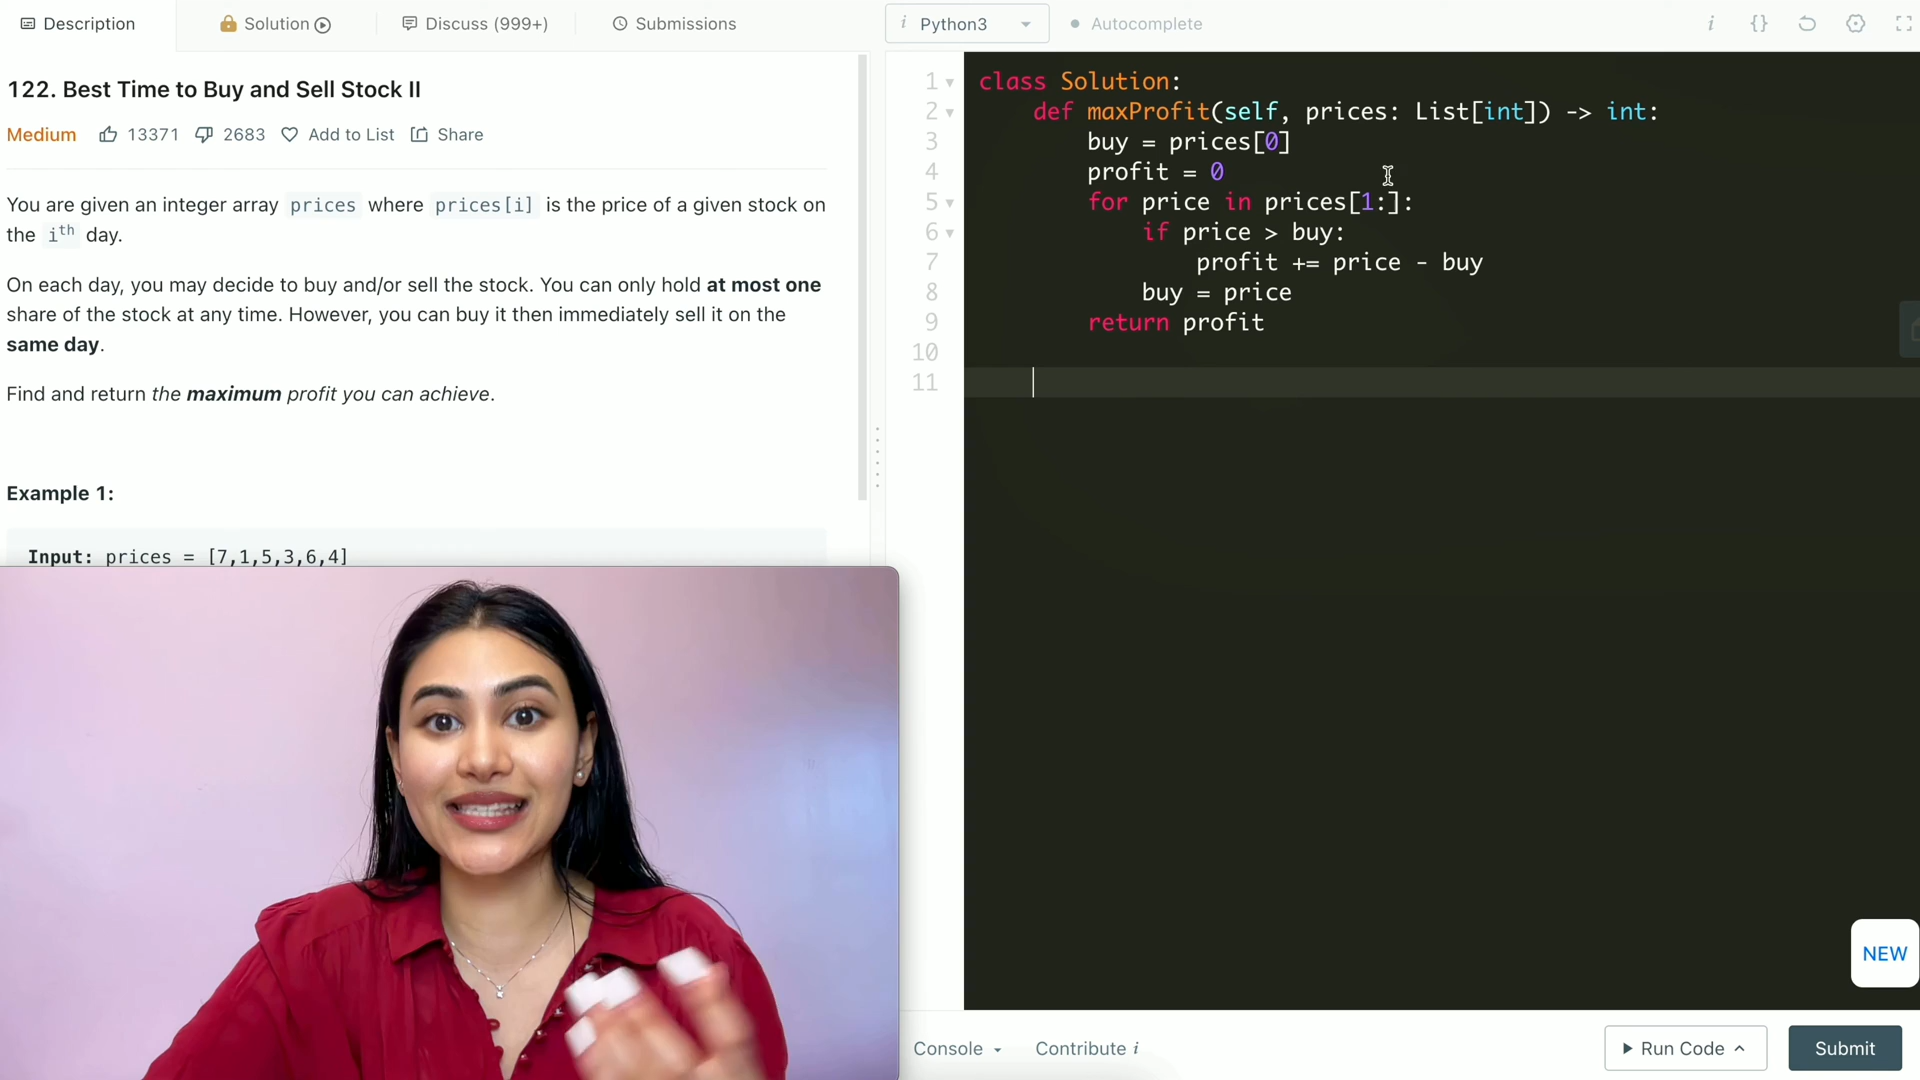 Description
Solution
Discuss (999+)
Submissions
i Python3
Autocomplete
i {}
122. Best Time to Buy and Sell Stock II
Medium 13371 2683 Add to List Share
You are given an integer array prices where prices[i] is the price of a given stock on
the ith day.
On each day, you may decide to buy and/or sell the stock. You can only hold at most one
share of the stock at any time. However, you can buy it then immediately sell it on the
same day.
Find and return the maximum profit you can achieve.
Example 1:
Input: prices = [7,1,5,3,6,4]
1 class Solution:
2 def maxProfit(self, prices: List[int]) -> int:
3 buy = prices[0]
4 profit = 0
5 for price in prices[1:]:
6 if price > buy:
7 profit += price - buy
8 buy = price
9 return profit
10
11
NEW
Console
Contribute i
Run Code
Submit